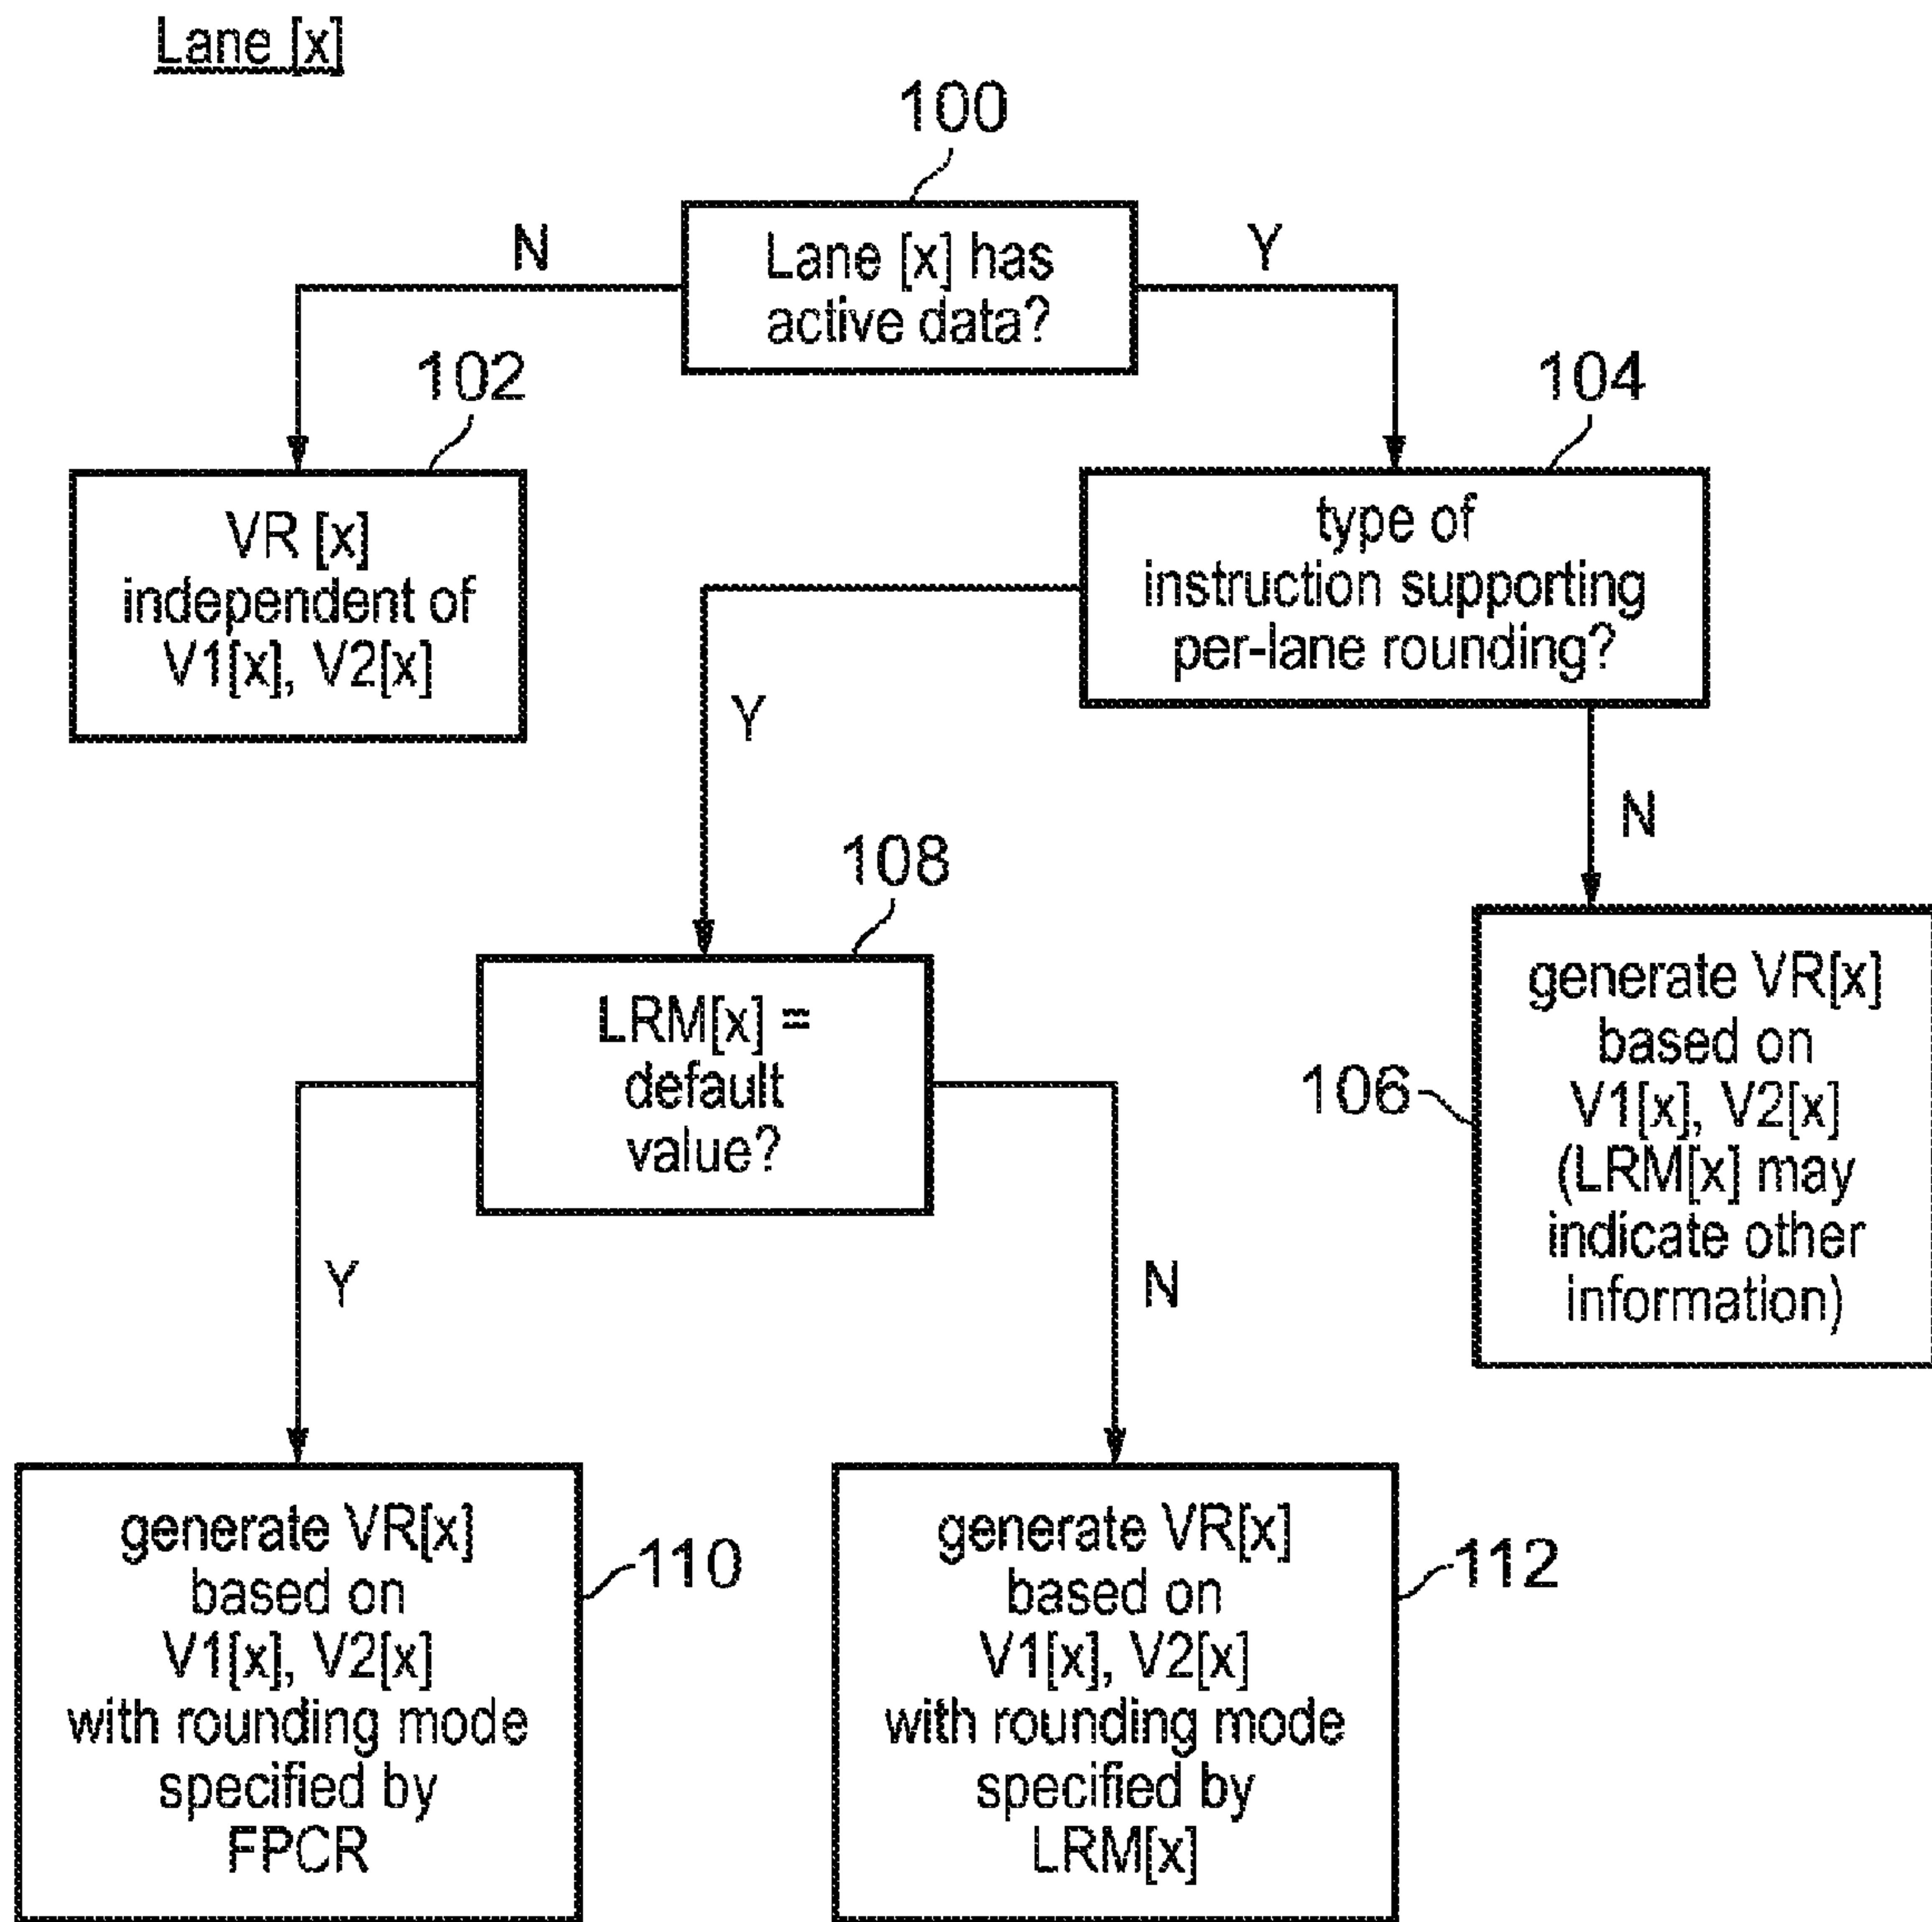 Lane [x]
100
N
Y
Lane [x] has
active data?
102
104
VR [x]
independent of
V1[x], V2[x]
type of
instruction supporting
per-lane rounding?
Y
N
108
LRM[x] =
default
value?
106
generate VR[x]
based on
V1[x], V2[x]
(LRM[x] may
indicate other
information)
Y
N
generate VR[x]
based on
V1[x], V2[x]
with rounding mode
specified by
FPCR
110
generate VR[x]
based on
V1[x], V2[x]
with rounding mode
specified by
LRM[x]
112